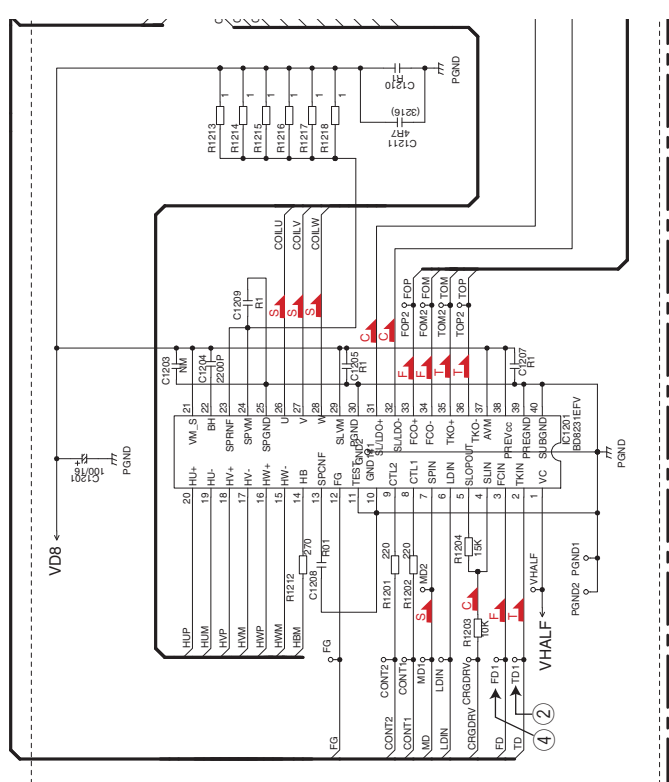 C1210
R1
PGND
(3216)
4R7
C1211
1
1
1
1
1
1
R1213
R1214
R1215
R1216
R1217
R1218
COILU
COILV
COILW
C1209
R1
S
S
S
C
C
FOP
FOM
TOM
TOP
FOP2
FOM2
TOM2
TOP2
F
F
T
T
C1203
NM
C1204
2200P
C1205
R1
C1207
R1
21
22
23
24
25
26
27
28
29
30
31
32
33
34
35
36
37
38
39
40
VM_S
BH
SPRNF
SPVM
SPGND
U
V
W
SLVM
SLGND
SL/LDO+
SL/LDO-
FCO+
FCO-
TKO+
TKO-
AVM
PREVcc
PREGND
SUBGND
IC1201
BD8231EFV
GND2
GND1
41
HU+
HU-
HV+
HV-
HW+
HW-
HB
SPCNF
FG
TEST
CTL2
CTL1
SPIN
LDIN
SLOPOUT
SLIN
FCIN
TKIN
VC
20
19
18
17
16
15
14
13
12
11
10
9
8
7
6
5
4
3
2
1
C1201
100/16
+
PGND
PGND
VD8
HUP
HUM
HVP
HVM
HWP
HWM
HBM
R1212
270
C1208
R01
R1201
220
R1202
220
MD2
S
R1204
15K
C
R1203
10K
F
T
VHALF
VHALF
PGND1
PGND2
FG
CONT2
CONT1
MD1
LDIN
CRGDRV
FD1
TD1
FG
CONT2
CONT1
MD
LDIN
CRGDRV
FD
TD
2
4